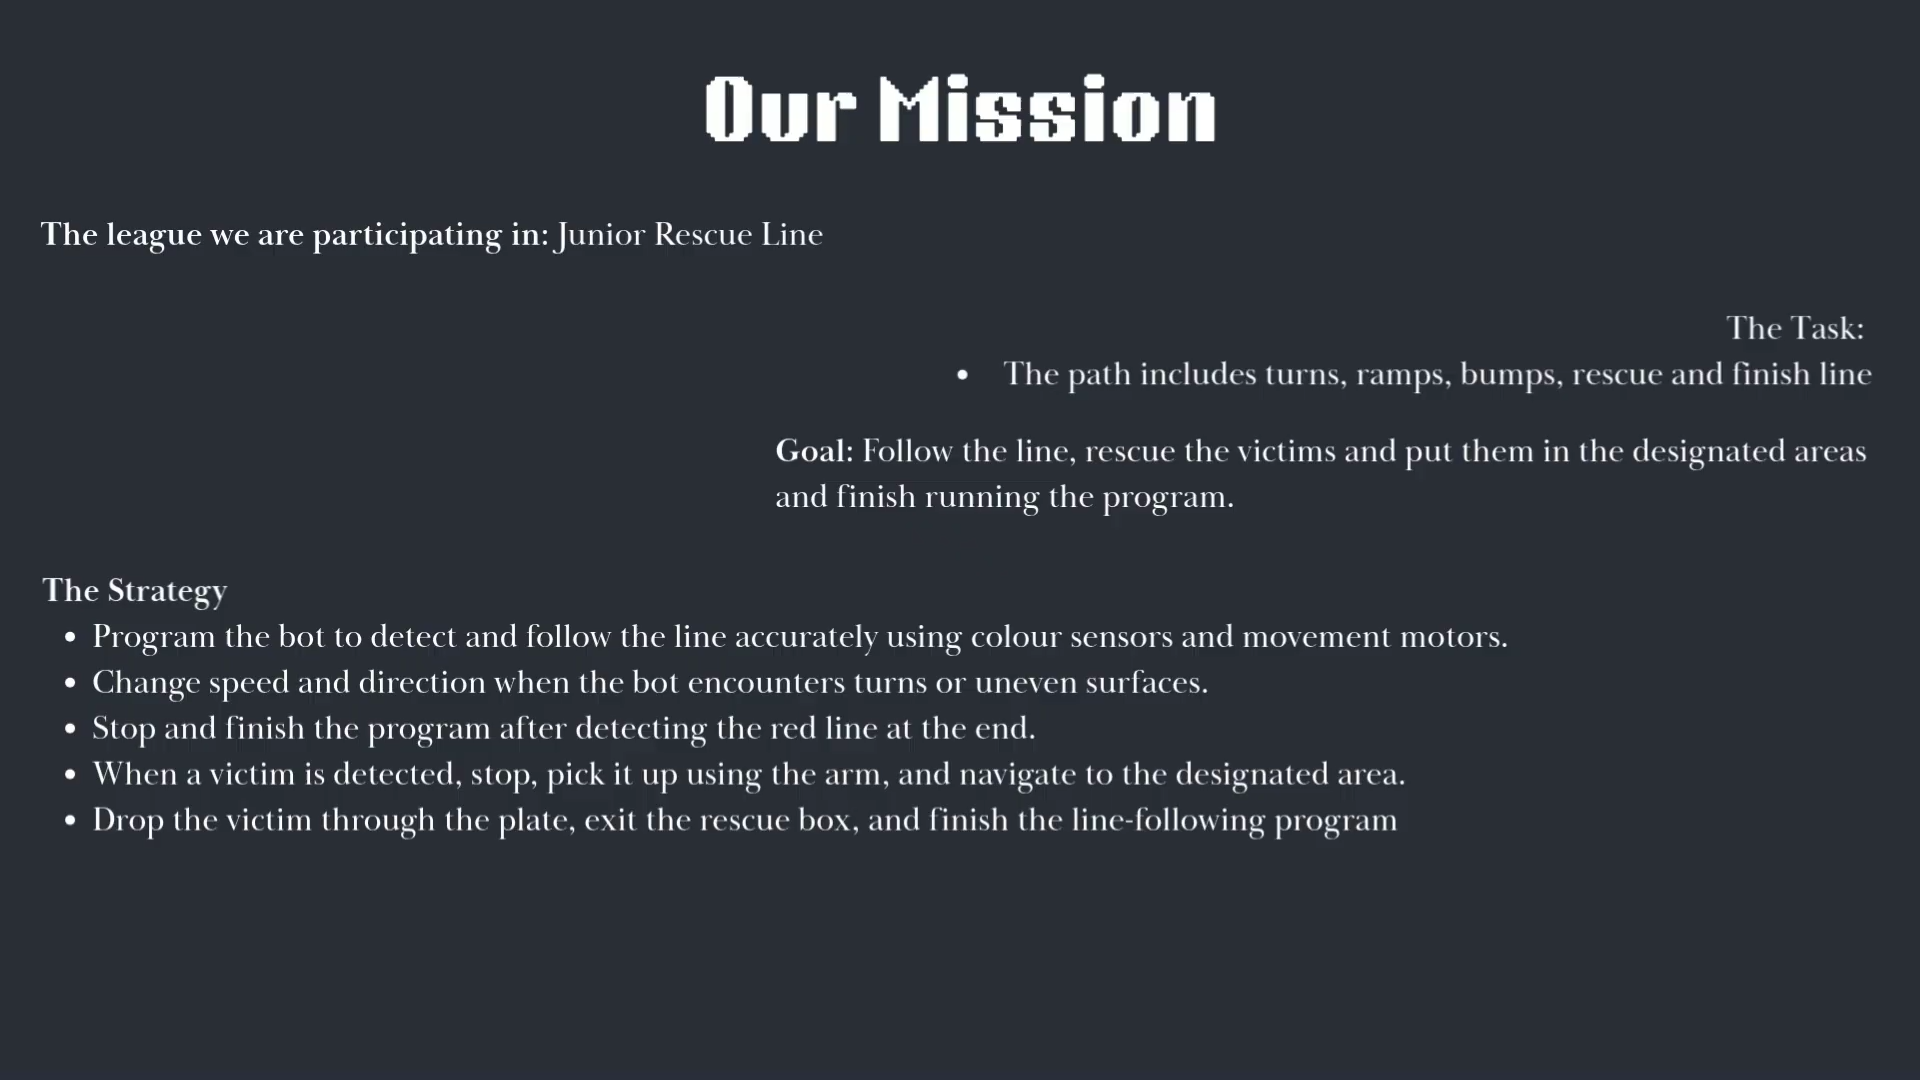 Our Mission
The league we are participating in: Junior Rescue Line
The Task:
• The path includes turns, ramps, bumps, rescue and finish line
Goal: Follow the line, rescue the victims and put them in the designated areas
and finish running the program.
The Strategy
• Program the bot to detect and follow the line accurately using colour sensors and movement motors.
• Change speed and direction when the bot encounters turns or uneven surfaces.
• Stop and finish the program after detecting the red line at the end.
• When a victim is detected, stop, pick it up using the arm, and navigate to the designated area.
• Drop the victim through the plate, exit the rescue box, and finish the line-following program